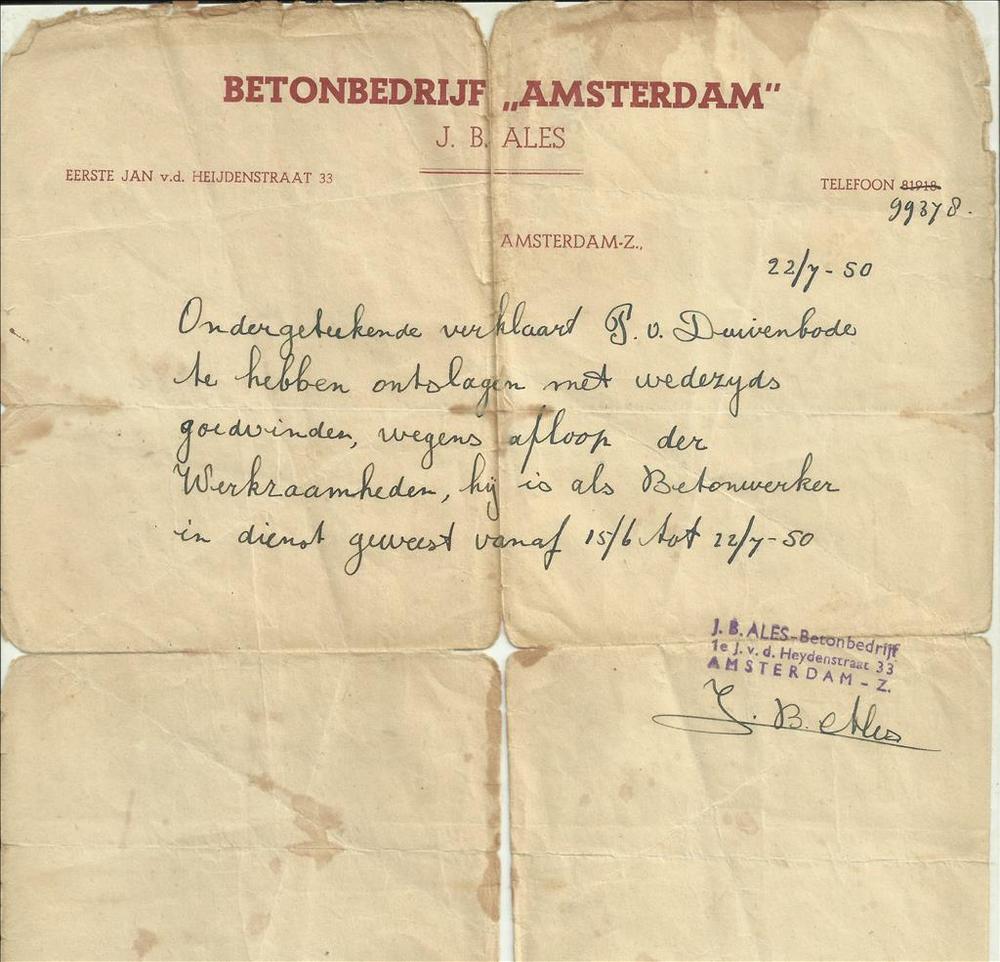 BETONBEDRIJF „AMSTERDAM"
J. B. ALES
EERSTE JAN v.d. HEIJDENSTRAAT 33
TELEFOON 81918
99378.
AMSTERDAM-Z.,
22/7 - 50
Ondergetekende verklaart P. v. Duivenbode
te hebben ontslagen met wedezyds
goedvinden, wegens afloop der
Werkzaamheden, hij is als Betonwerker
in dienst geweest vanaf 15/6 tot 22/7 - 50
J. B. ALES-Betonbedrijf
1e J. v. d. Heydenstraat 33
AMSTERDAM - Z.
J. B. Ales